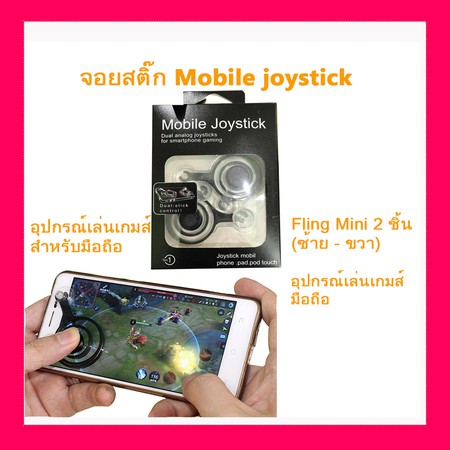 จอยสติ๊ก Mobile joystick
Mobile Joystick
Dual analog joysticks
for smartphone gaming
Dual-stick
control!
Joystick mobil
phone .pad.pod touch
อุปกรณ์เล่นเกมส์
สำหรับมือถือ
Fling Mini 2 ชิ้น
(ซ้าย - ขวา)
อุปกรณ์เล่นเกมส์
มือถือ